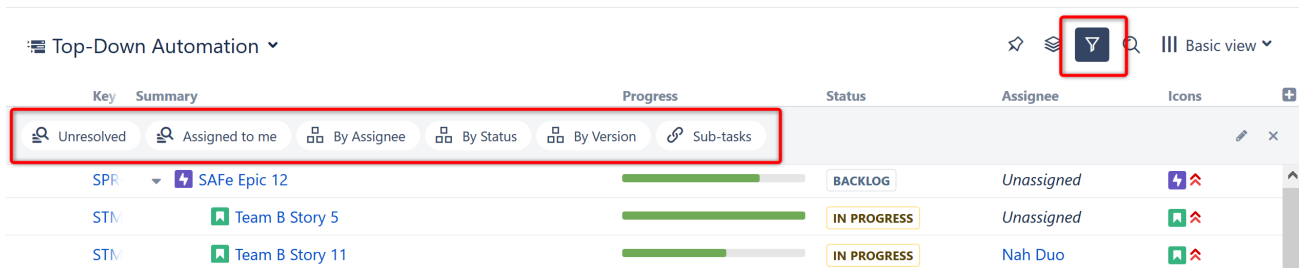 Top-Down Automation Basic view
Key Summary Progress Status Assignee Icons
Unresolved Assigned to me By Assignee By Status By Version Sub-tasks
SPR SAFe Epic 12 BACKLOG Unassigned
STM Team B Story 5 IN PROGRESS Unassigned
STM Team B Story 11 IN PROGRESS Nah Duo